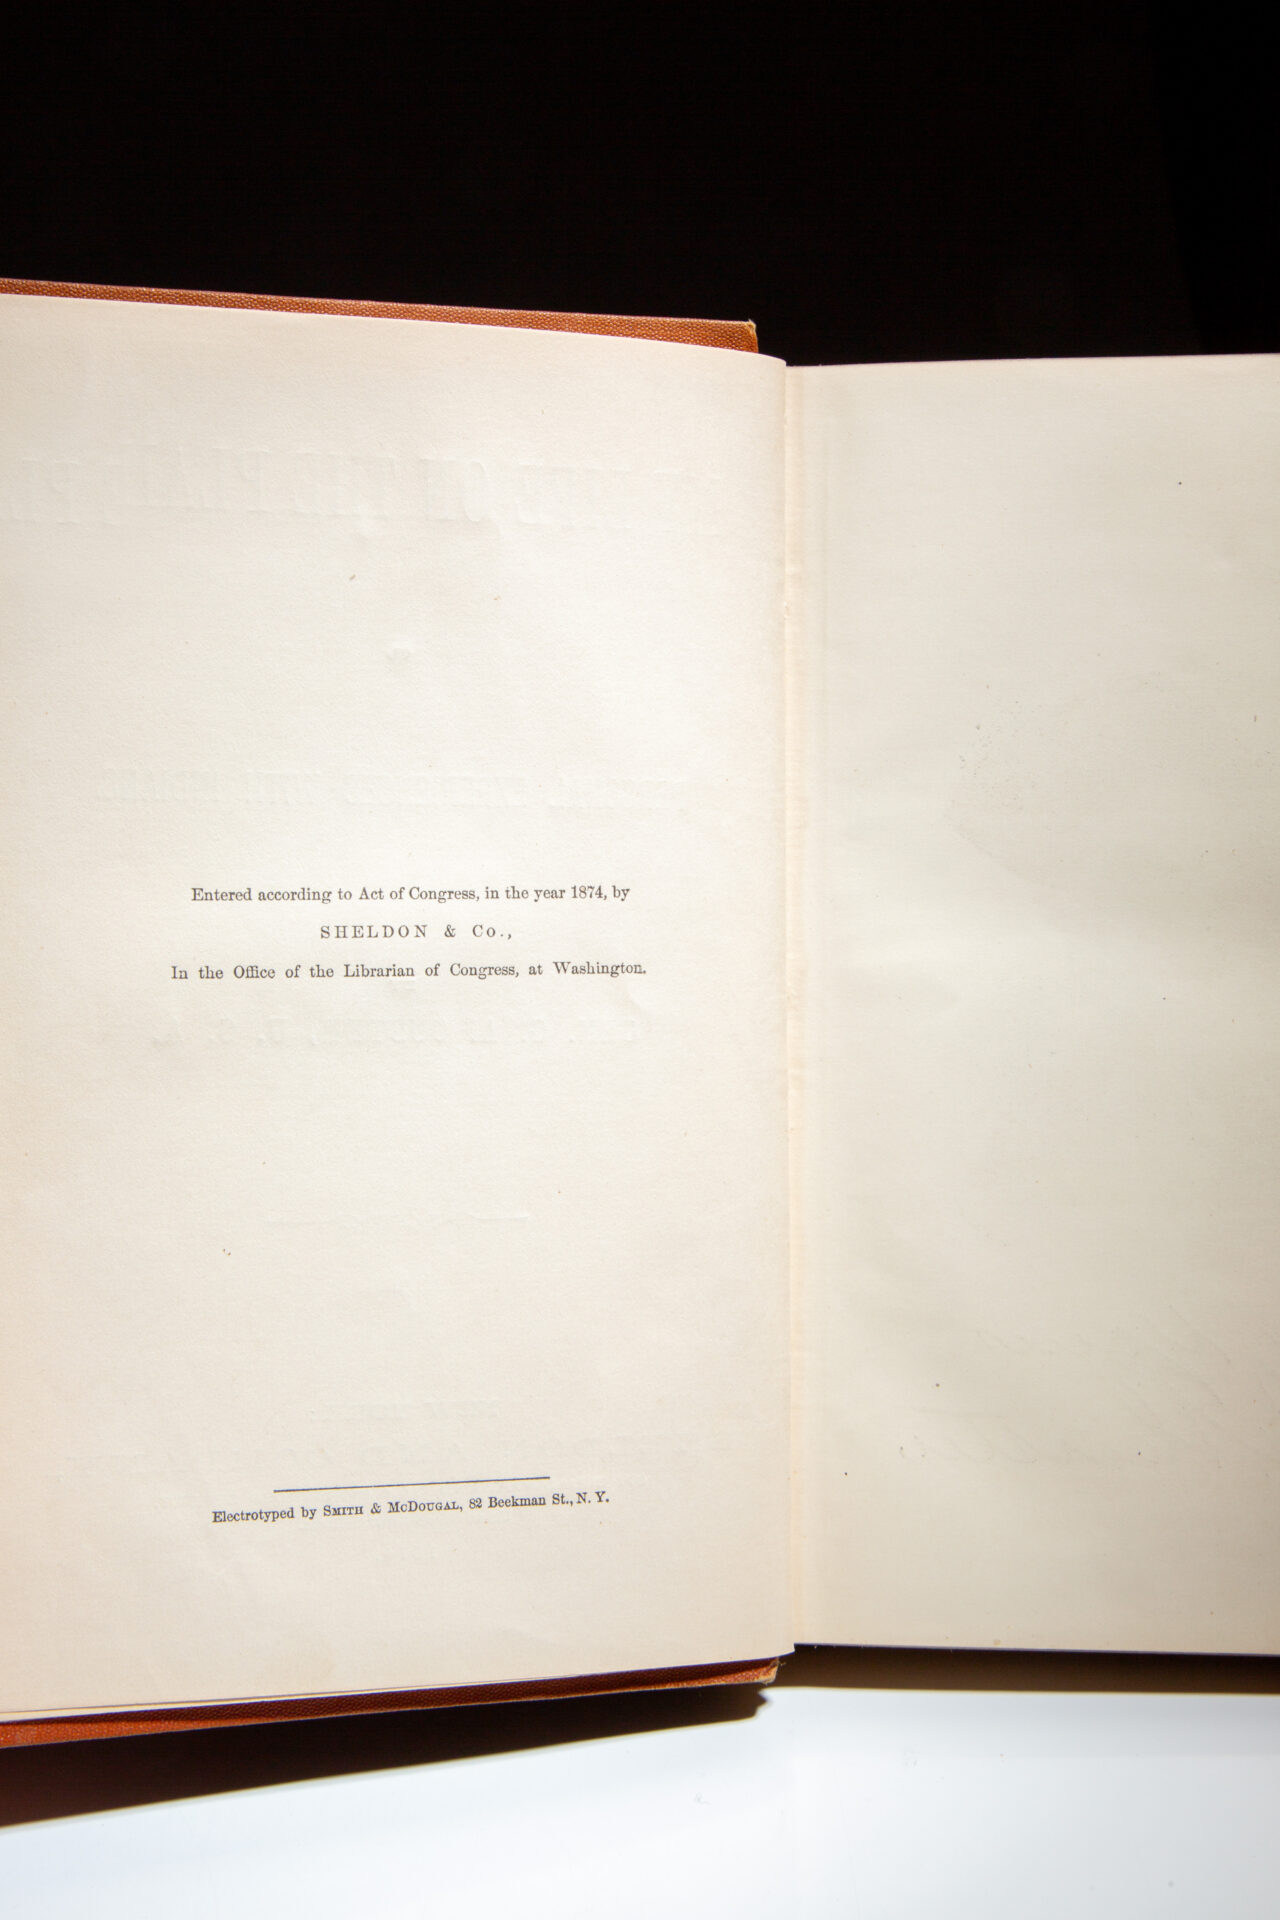 Entered according to Act of Congress, in the year 1874, by
SHELDON & Co.,
In the Office of the Librarian of Congress, at Washington.
Electrotyped by SMITH & McDOUGAL, 82 Beekman St., N. Y.